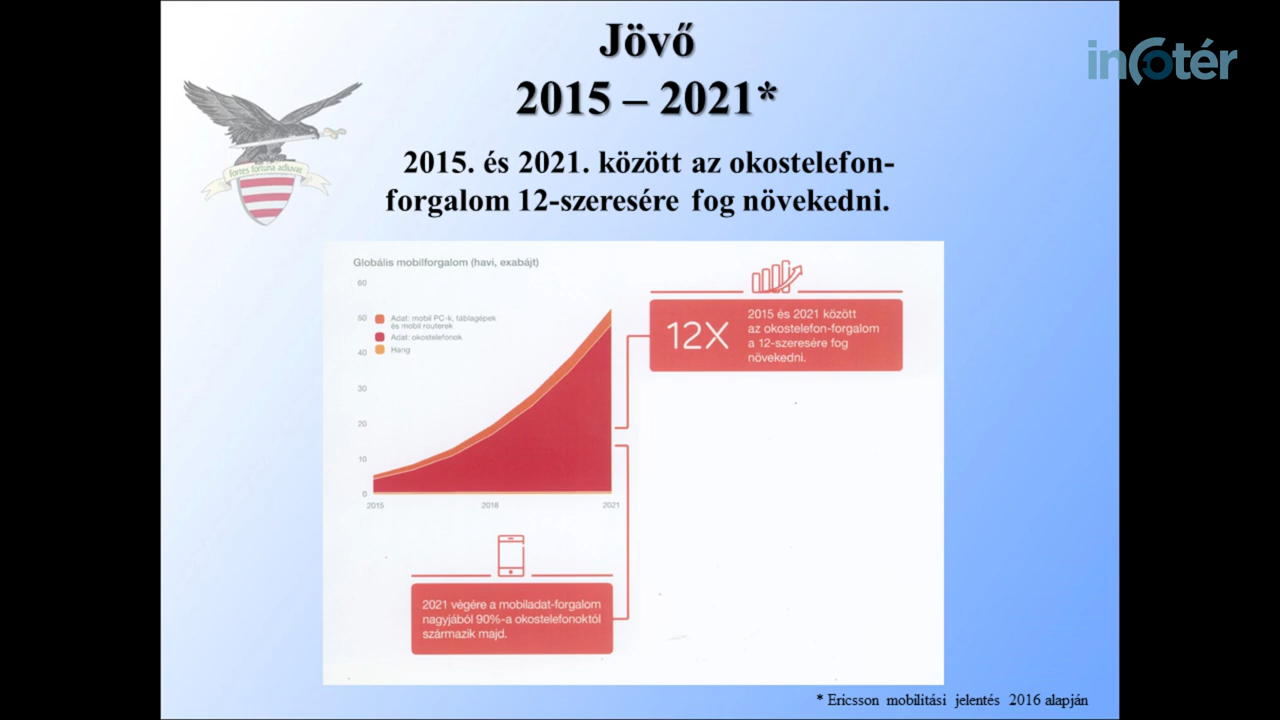 Jövő
2015 – 2021*
infotér
fortes fortuna adiuvat
2015. és 2021. között az okostelefon-
forgalom 12-szeresére fog növekedni.
Globális mobilforgalom (havi, exabájt)
60
50
40
30
20
10
0
Adat: mobil PC-k, táblagépek
és mobil routerek
Adat: okostelefonok
Hang
2015
2018
2021
12X
2015 és 2021 között
az okostelefon-forgalom
a 12-szeresére fog
növekedni.
2021 végére a mobiladat-forgalom
nagyjából 90%-a okostelefonoktól
származik majd.
* Ericsson mobilitási jelentés 2016 alapján